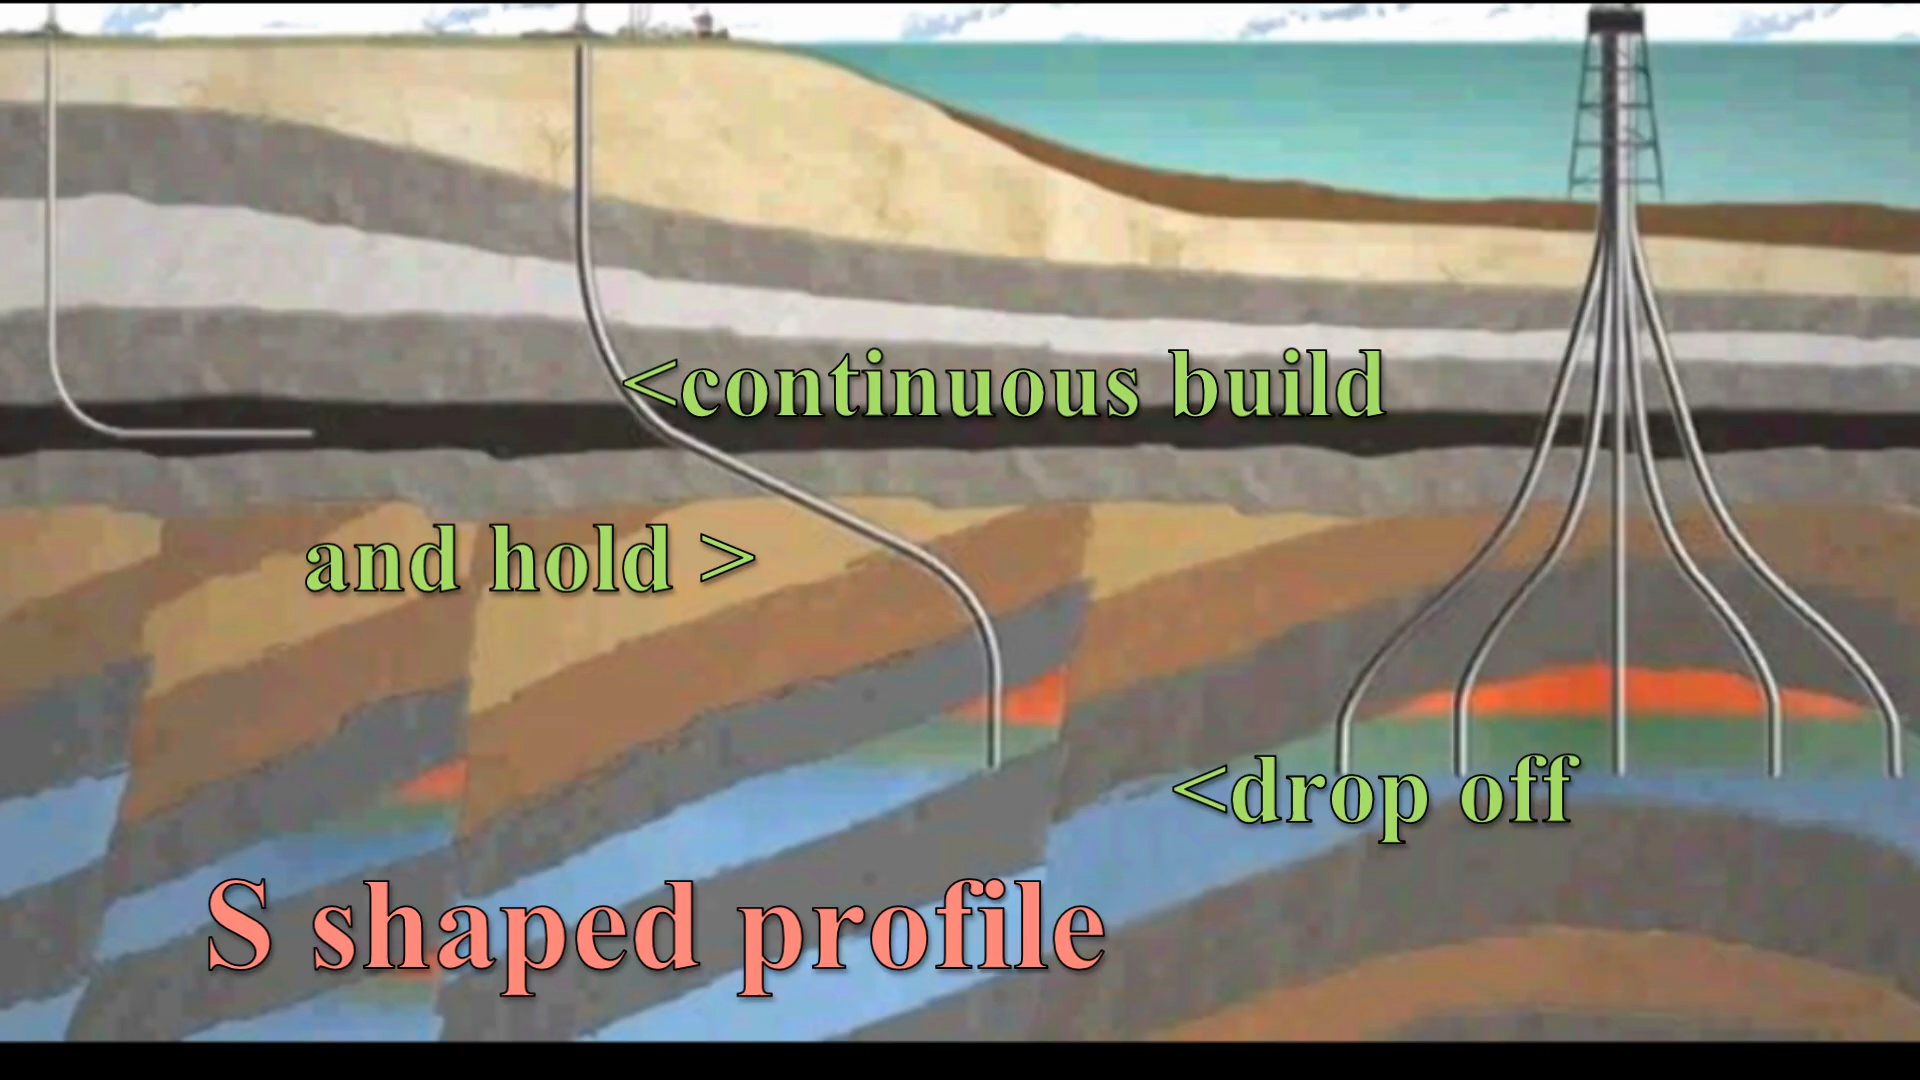 <continuous build
and hold >
<drop off
S shaped profile